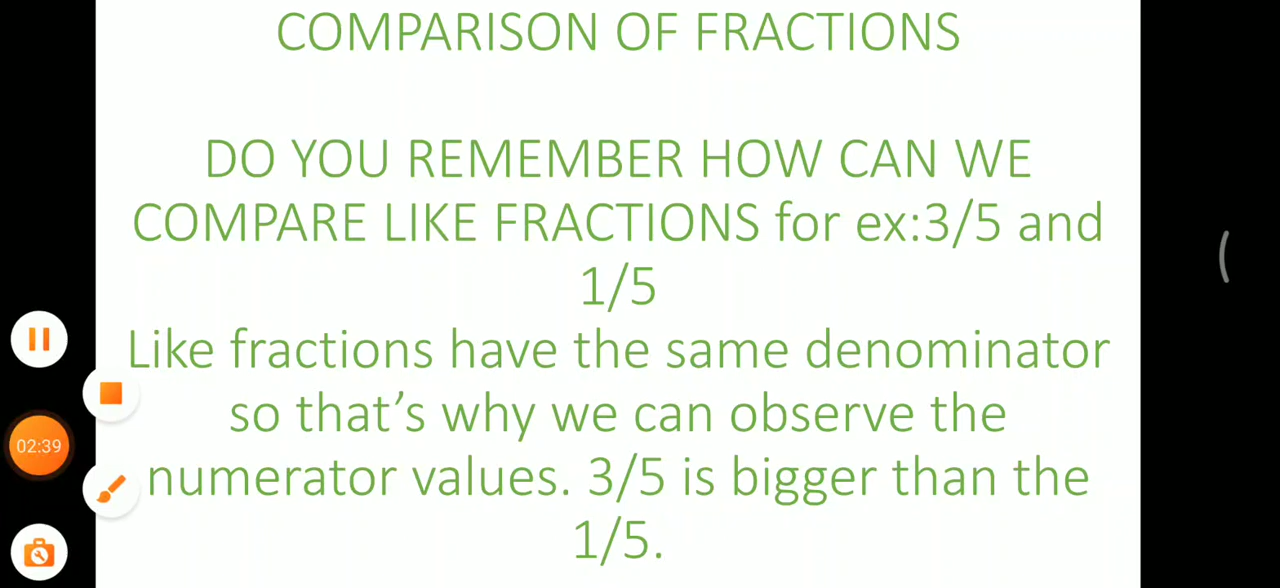 COMPARISON OF FRACTIONS
DO YOU REMEMBER HOW CAN WE
COMPARE LIKE FRACTIONS for ex:3/5 and
1/5
Like fractions have the same denominator
so that’s why we can observe the
numerator values. 3/5 is bigger than the
1/5.
02:39